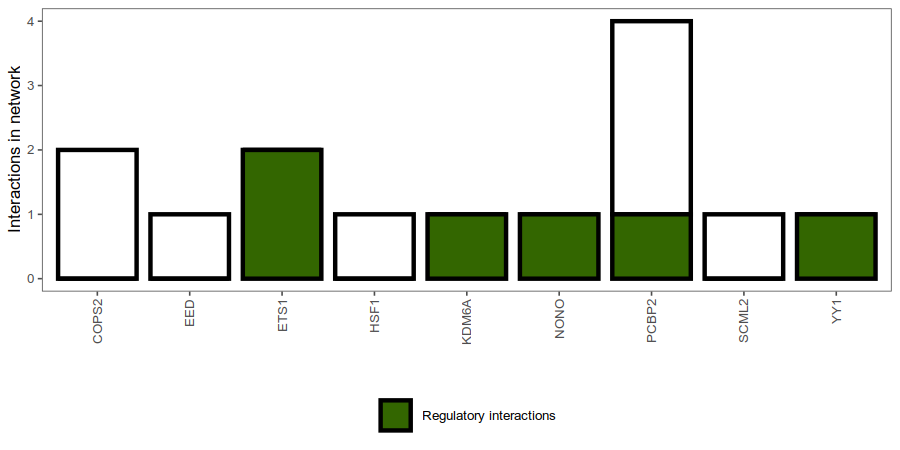 Interactions in network
4
3
2
1
0
COPS2
EED
ETS1
HSF1
KDM6A
NONO
PCBP2
SCML2
YY1
Regulatory interactions